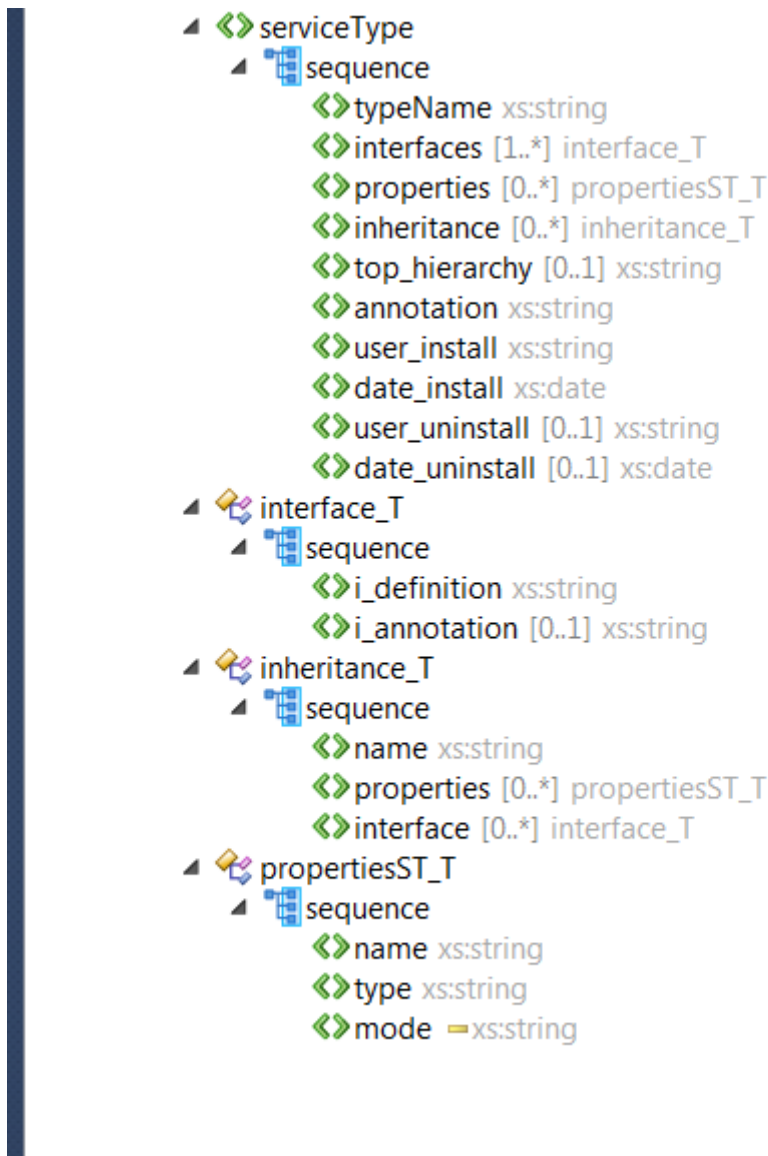 serviceType
sequence
typeName xs:string
interfaces [1..*] interface_T
properties [0..*] propertiesST_T
inheritance [0..*] inheritance_T
top_hierarchy [0..1] xs:string
annotation xs:string
user_install xs:string
date_install xs:date
user_uninstall [0..1] xs:string
date_uninstall [0..1] xs:date
interface_T
sequence
i_definition xs:string
i_annotation [0..1] xs:string
inheritance_T
sequence
name xs:string
properties [0..*] propertiesST_T
interface [0..*] interface_T
propertiesST_T
sequence
name xs:string
type xs:string
mode xs:string